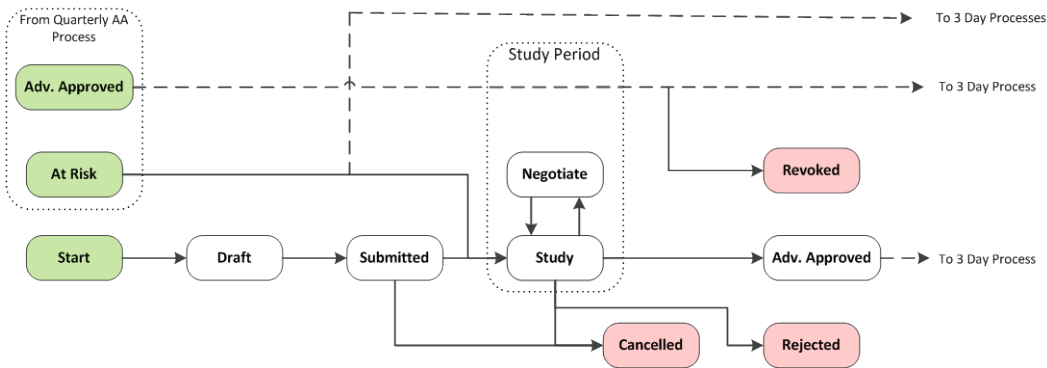 From Quarterly AA
Process
To 3 Day Processes
Study Period
Adv. Approved
To 3 Day Process
At Risk
Negotiate
Revoked
Start
Draft
Submitted
Study
Adv. Approved
To 3 Day Process
Cancelled
Rejected